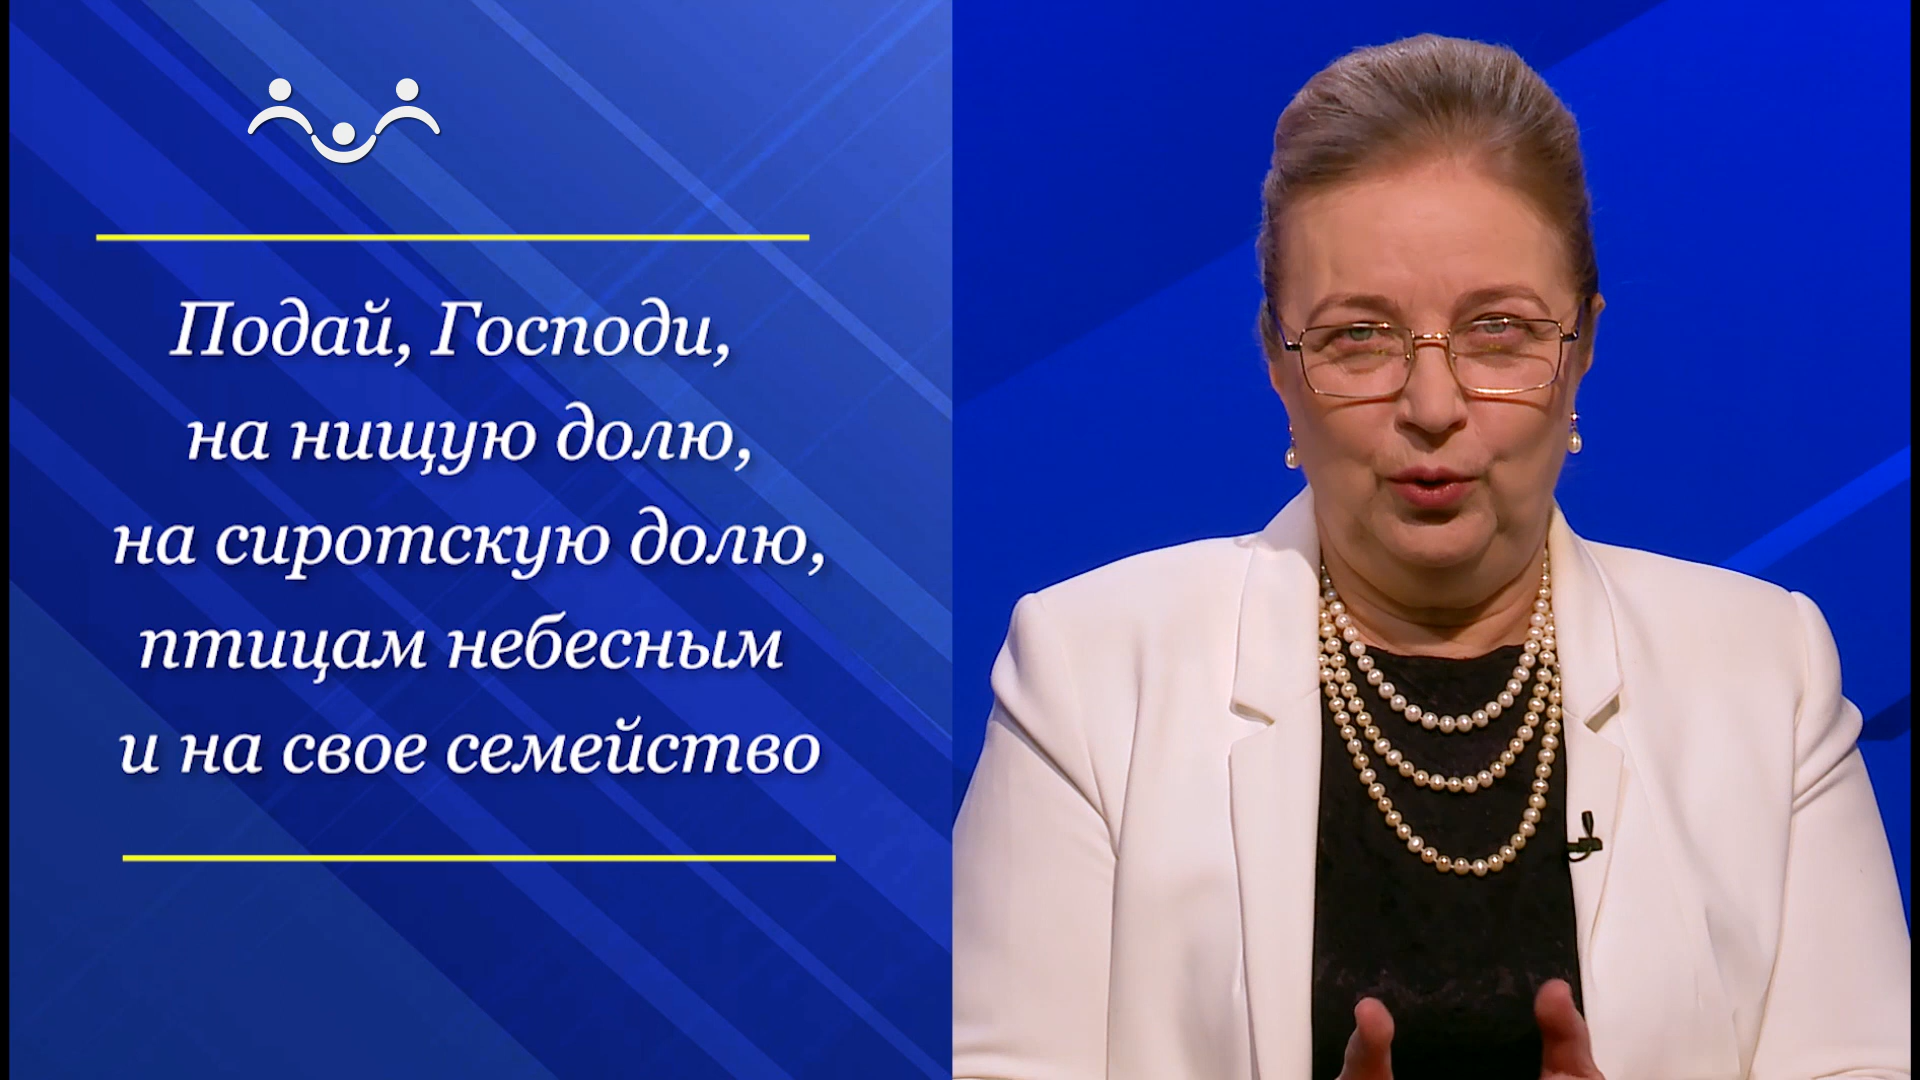 Подай, Господи,
на нищую долю,
на сиротскую долю,
птицам небесным
и на свое семейство